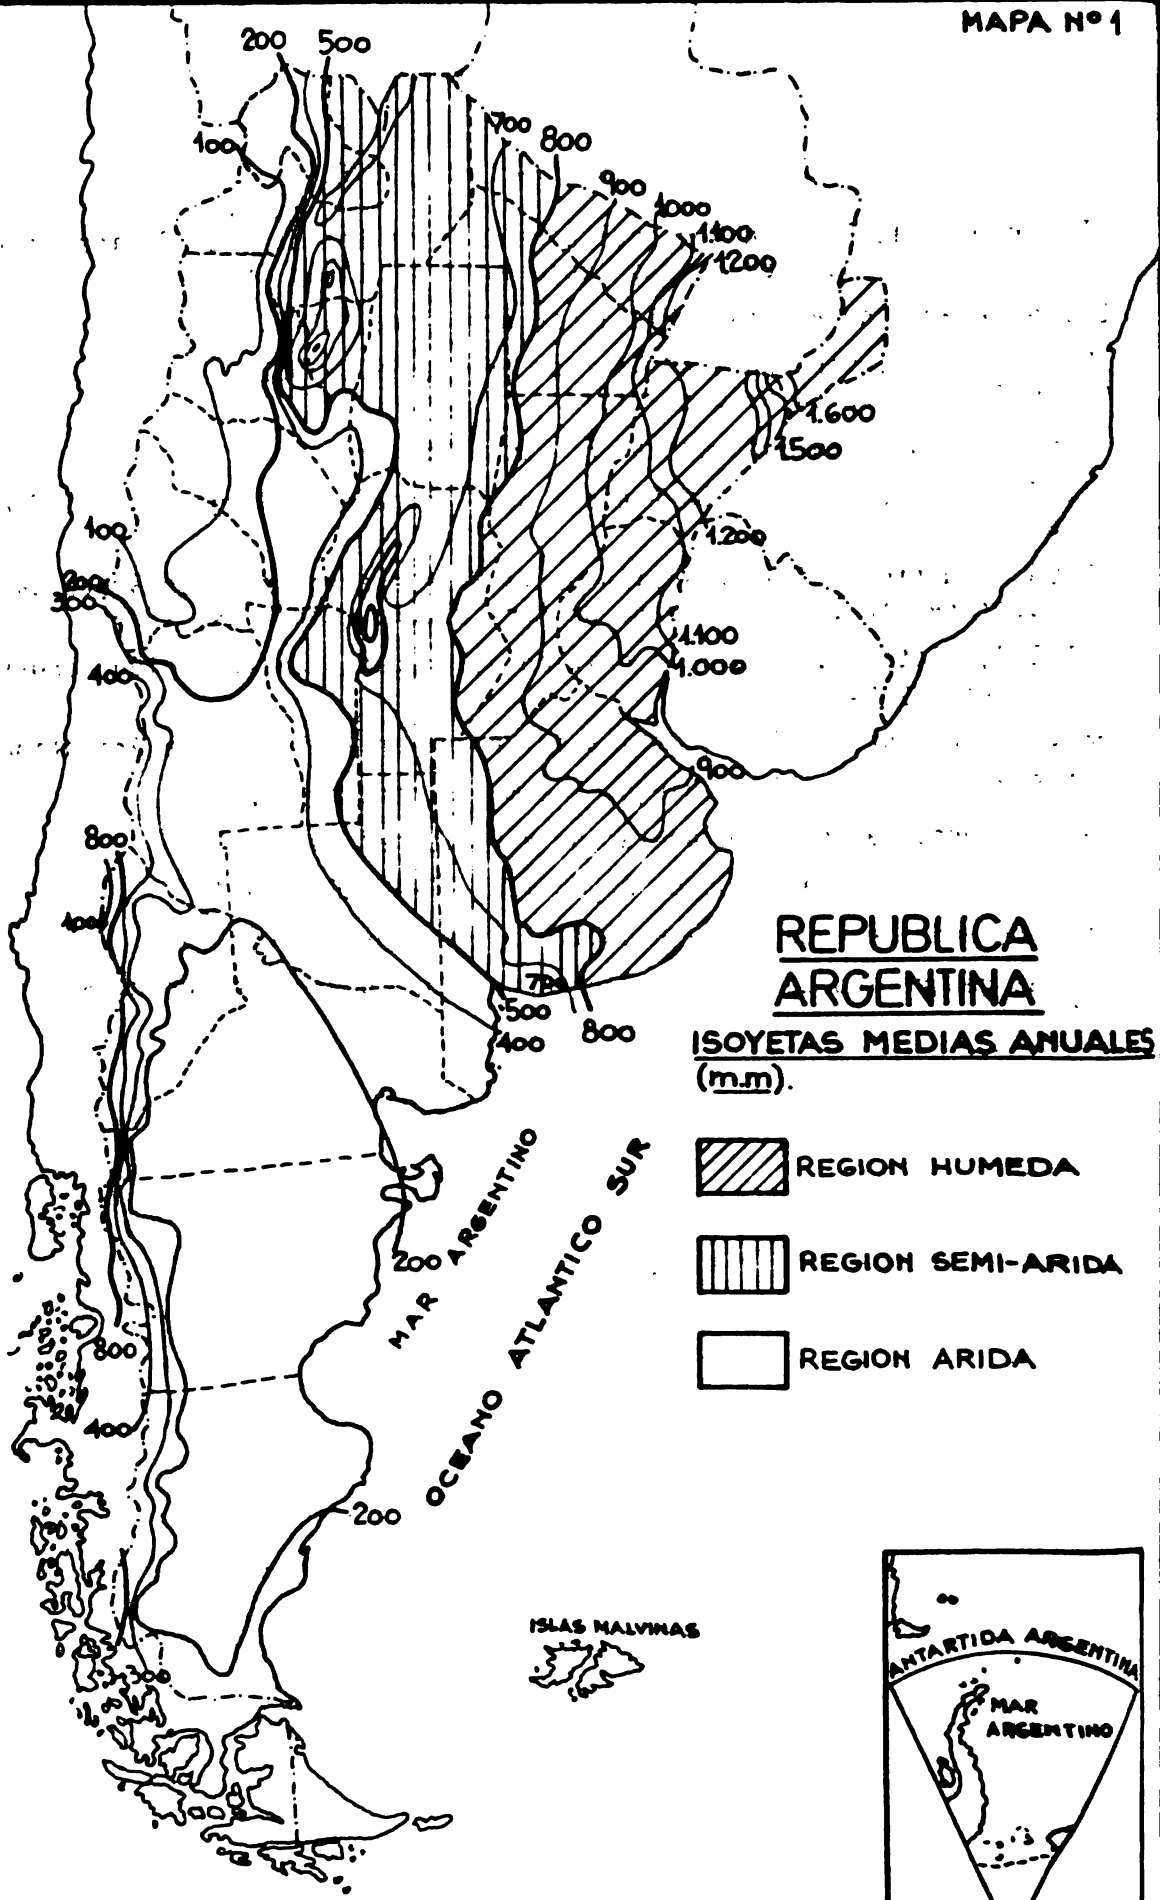 MAPA Nº 1
200
500
100
700
800
900
1000
1.100
1200
1.600
1500
100
1.200
200
300
1.100
1.000
400
900
800
400
REPUBLICA
ARGENTINA
ISOYETAS MEDIAS ANUALES
(m.m).
500
400
800
REGION HUMEDA
REGION SEMI-ARIDA
REGION ARIDA
MAR ARGENTINO
OCEANO ATLANTICO SUR
200
800
400
200
300
ISLAS MALVINAS
ANTARTIDA ARGENTINA
MAR
ARGENTINO